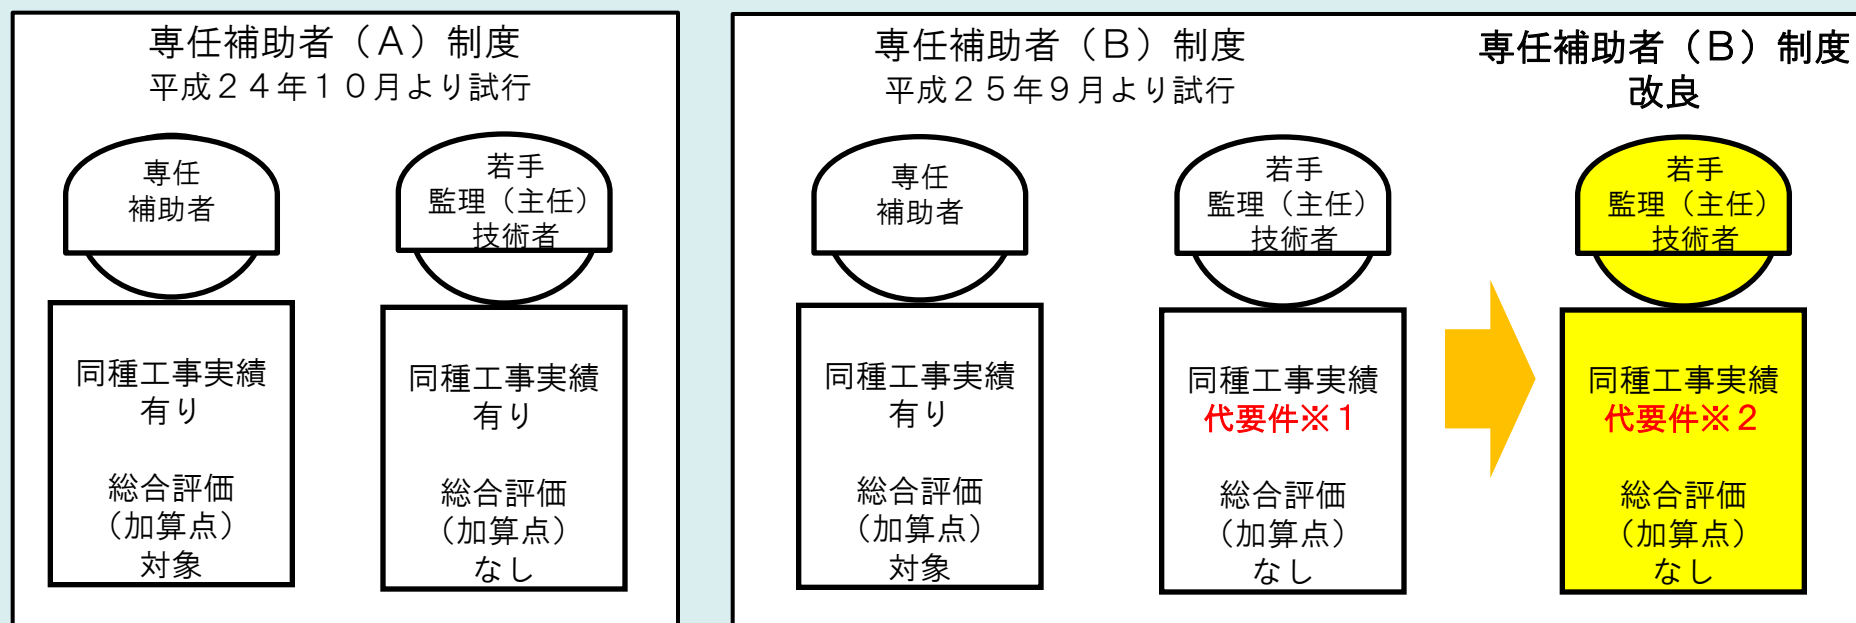 専任補助者（Ａ）制度
平成２４年１０月より試行
専任
補助者
同種工事実績
有り
総合評価
（加算点）
対象
若手
監理（主任）
技術者
同種工事実績
有り
総合評価
（加算点）
なし
専任補助者（Ｂ）制度
平成２５年９月より試行
専任
補助者
同種工事実績
有り
総合評価
（加算点）
対象
若手
監理（主任）
技術者
同種工事実績
代要件※１
総合評価
（加算点）
なし
専任補助者（Ｂ）制度
改良
若手
監理（主任）
技術者
同種工事実績
代要件※２
総合評価
（加算点）
なし